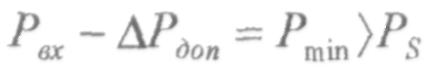 P_вх − ΔP_доп = P_min ⟩ P_S